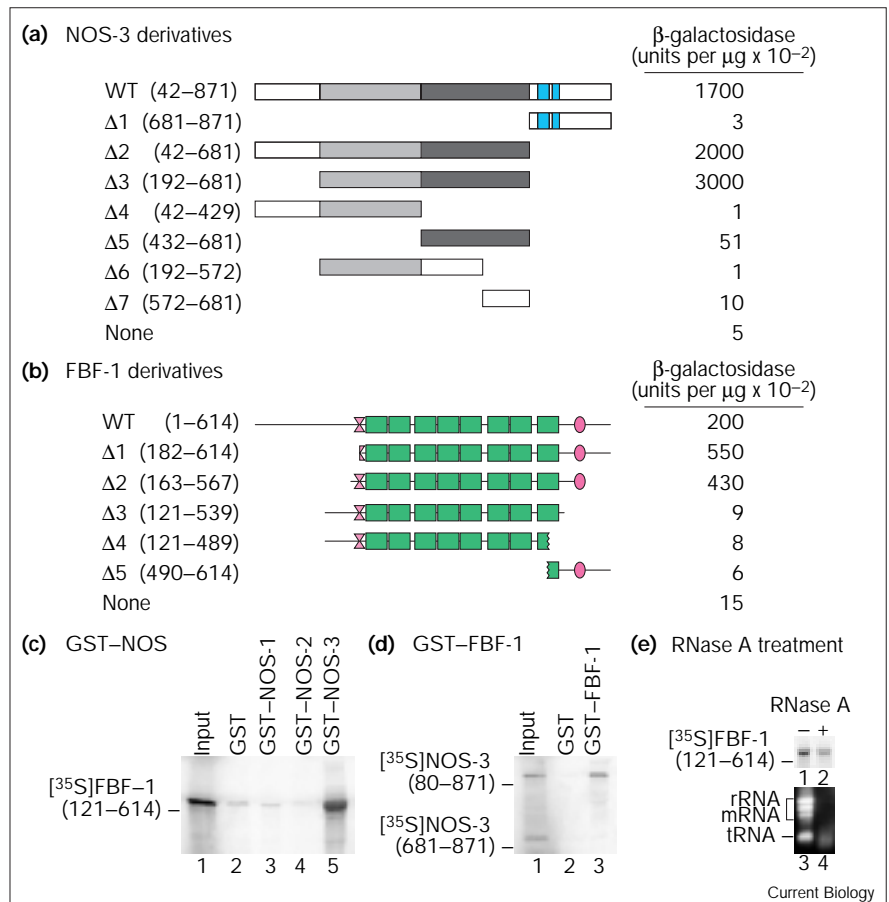 (a) NOS-3 derivatives
β-galactosidase
(units per μg x 10–2)
WT (42–871) 1700
Δ1 (681–871) 3
Δ2 (42–681) 2000
Δ3 (192–681) 3000
Δ4 (42–429) 1
Δ5 (432–681) 51
Δ6 (192–572) 1
Δ7 (572–681) 10
None 5
(b) FBF-1 derivatives
β-galactosidase
(units per μg x 10–2)
WT (1–614) 200
Δ1 (182–614) 550
Δ2 (163–567) 430
Δ3 (121–539) 9
Δ4 (121–489) 8
Δ5 (490–614) 6
None 15
(c) GST–NOS
Input
GST
GST–NOS-1
GST–NOS-2
GST–NOS-3
[35S]FBF–1
(121–614)
1 2 3 4 5
(d) GST–FBF-1
Input
GST
GST–FBF-1
[35S]NOS-3
(80–871)
[35S]NOS-3
(681–871)
1 2 3
(e) RNase A treatment
RNase A
– +
[35S]FBF-1
(121–614)
1 2
rRNA
mRNA
tRNA
3 4
Current Biology